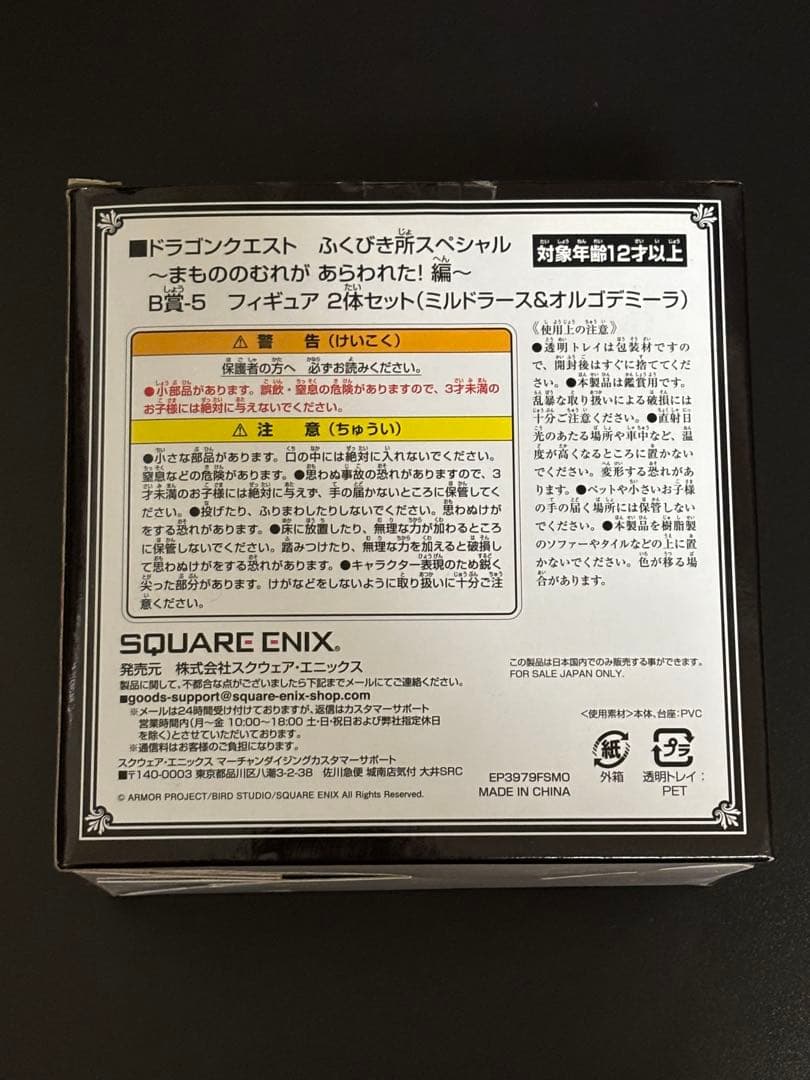 ■ドラゴンクエスト ふくびき所スペシャル
～まもののむれが あらわれた！編～
B賞-5 フィギュア 2体セット（ミルドラース&オルゴデミーラ）
対象年齢12才以上
⚠ 警 告（けいこく）
保護者の方へ 必ずお読みください。
●小部品があります。誤飲・窒息の危険がありますので、3才未満の
お子様には絶対に与えないでください。
⚠ 注 意（ちゅうい）
●小さな部品があります。口の中には絶対に入れないでください。
窒息などの危険があります。●思わぬ事故の恐れがありますので、3
才未満のお子様には絶対に与えず、手の届かないところに保管してく
ださい。●投げたり、ふりまわしたりしないでください。思わぬけが
をする恐れがあります。●床に放置したり、無理な力が加わるところ
に保管しないでください。踏みつけたり、無理な力を加えると破損し
て思わぬけがをする恐れがあります。●キャラクター表現のため鋭く
尖った部分があります。けがなどをしないように取り扱いに十分ご注
意ください。
《使用上の注意》
●透明トレイは包装材ですの
で、開封後はすぐに捨ててくだ
さい。●本製品は鑑賞用です。
乱暴な取り扱いによる破損には
十分ご注意ください。●直射日
光のあたる場所や車中など、温
度が高くなるところに置かない
でください。変形する恐れがあ
ります。●ペットや小さいお子様
の手の届く場所には保管しない
でください。●本製品を樹脂製
のソファーやタイルなどの上に置
かないでください。色が移る場
合があります。
SQUARE ENIX®
発売元 株式会社スクウェア・エニックス
製品に関して、不都合な点がございましたら下記までメールにてご連絡ください。
■goods-support@square-enix-shop.com
※メールは24時間受け付けておりますが、返信はカスタマーサポート
営業時間内（月～金 10:00～18:00 土・日・祝日および弊社指定休日
を除く）とさせていただいております。
※通信料はお客様のご負担になります。
スクウェア・エニックス マーチャンダイジングカスタマーサポート
■〒140-0003 東京都品川区八潮3-2-38 佐川急便 城南店気付 大井SRC
© ARMOR PROJECT/BIRD STUDIO/SQUARE ENIX All Rights Reserved.
この製品は日本国内でのみ販売する事ができます。
FOR SALE JAPAN ONLY.
<使用素材>本体、台座：PVC
紙
外箱
プラ
透明トレイ：
PET
EP3979FSMO
MADE IN CHINA